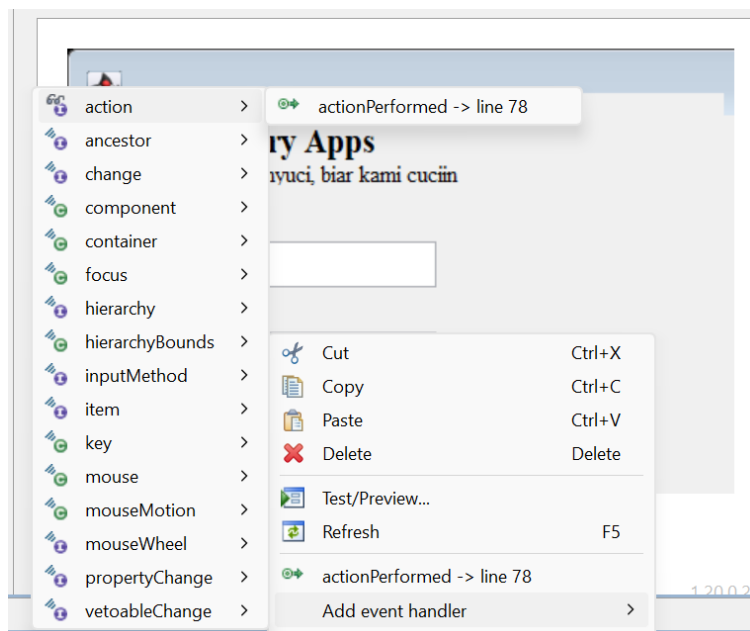 action
actionPerformed -> line 78
ancestor
change
component
container
focus
hierarchy
hierarchyBounds
inputMethod
item
key
mouse
mouseMotion
mouseWheel
propertyChange
vetoableChange
Apps
biar kami cuciin
Cut Ctrl+X
Copy Ctrl+C
Paste Ctrl+V
Delete Delete
Test/Preview...
Refresh F5
actionPerformed -> line 78
Add event handler